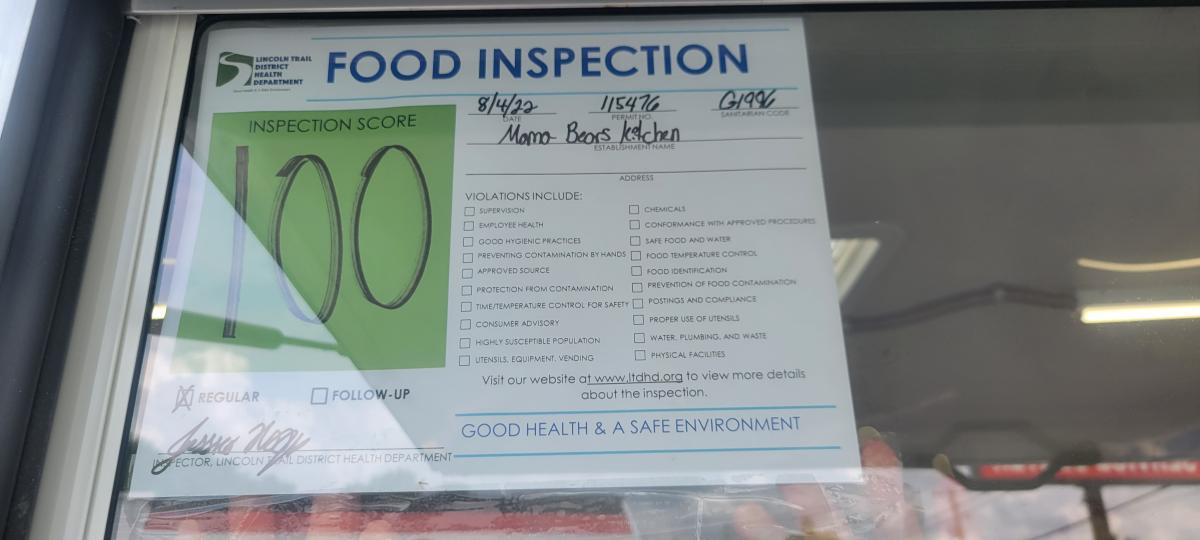 LINCOLN TRAIL
DISTRICT
HEALTH
DEPARTMENT
FOOD INSPECTION
8/4/22 115476 G1996
DATE PERMIT NO. SANITARIAN CODE
Mama Bears kitchen
ESTABLISHMENT NAME
ADDRESS
INSPECTION SCORE
100
VIOLATIONS INCLUDE:
SUPERVISION
EMPLOYEE HEALTH
GOOD HYGIENIC PRACTICES
PREVENTING CONTAMINATION BY HANDS
APPROVED SOURCE
PROTECTION FROM CONTAMINATION
TIME/TEMPERATURE CONTROL FOR SAFETY
CONSUMER ADVISORY
HIGHLY SUSCEPTIBLE POPULATION
UTENSILS, EQUIPMENT, VENDING
CHEMICALS
CONFORMANCE WITH APPROVED PROCEDURES
SAFE FOOD AND WATER
FOOD TEMPERATURE CONTROL
FOOD IDENTIFICATION
PREVENTION OF FOOD CONTAMINATION
POSTINGS AND COMPLIANCE
PROPER USE OF UTENSILS
WATER, PLUMBING, AND WASTE
PHYSICAL FACILITIES
Visit our website at www.ltdhd.org to view more details
about the inspection.
REGULAR FOLLOW-UP
INSPECTOR, LINCOLN TRAIL DISTRICT HEALTH DEPARTMENT
GOOD HEALTH & A SAFE ENVIRONMENT